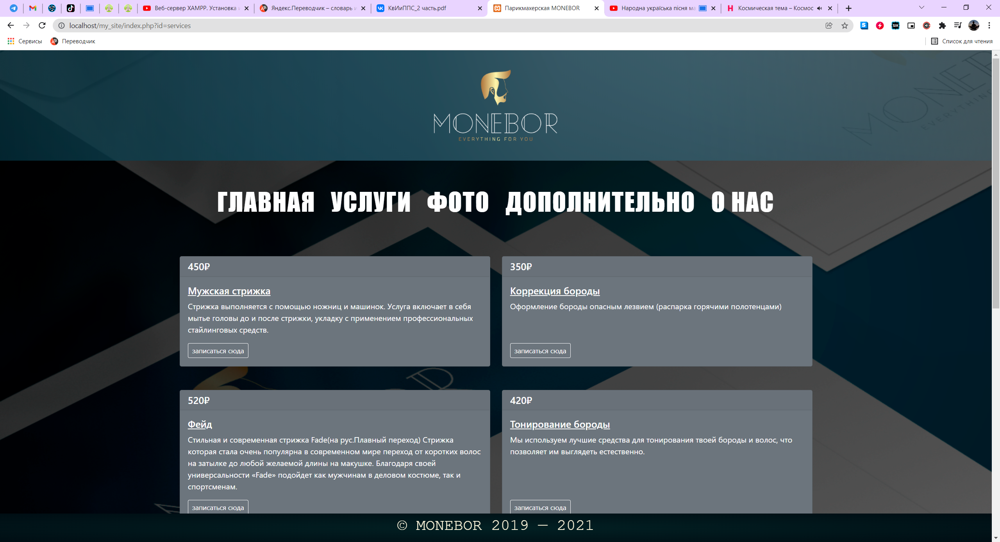 Веб-сервер XAMPP. Установка и
Яндекс.Переводчик – словарь и
КвИиППС_2 часть.pdf
Парикмахерская MONEBOR
Народна україська пісня ма
Космическая тема – Космос
localhost/my_site/index.php?id=services
Сервисы
Переводчик
Список для чтения
MONEBOR
EVERYTHING FOR YOU
ГЛАВНАЯ УСЛУГИ ФОТО ДОПОЛНИТЕЛЬНО О НАС
450₽
Мужская стрижка
Стрижка выполняется с помощью ножниц и машинок. Услуга включает в себя
мытье головы до и после стрижки, укладку с применением профессиональных
стайлинговых средств.
записаться сюда
350₽
Коррекция бороды
Оформление бороды опасным лезвием (распарка горячими полотенцами)
записаться сюда
520₽
Фейд
Стильная и современная стрижка Fade(на рус.Плавный переход) Стрижка
которая стала очень популярна в современном мире переход от коротких волос
на затылке до любой желаемой длины на макушке. Благодаря своей
универсальности «Fade» подойдет как мужчинам в деловом костюме, так и
спортсменам.
записаться сюда
420₽
Тонирование бороды
Мы используем лучшие средства для тонирования твоей бороды и волос, что
позволяет им выглядеть естественно.
записаться сюда
© MONEBOR 2019 — 2021